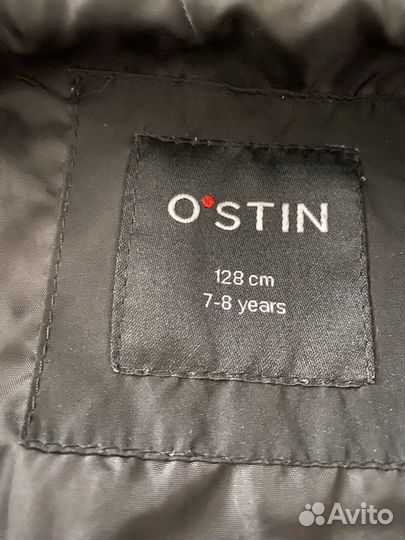 O'STIN
128 cm
7-8 years
Avito